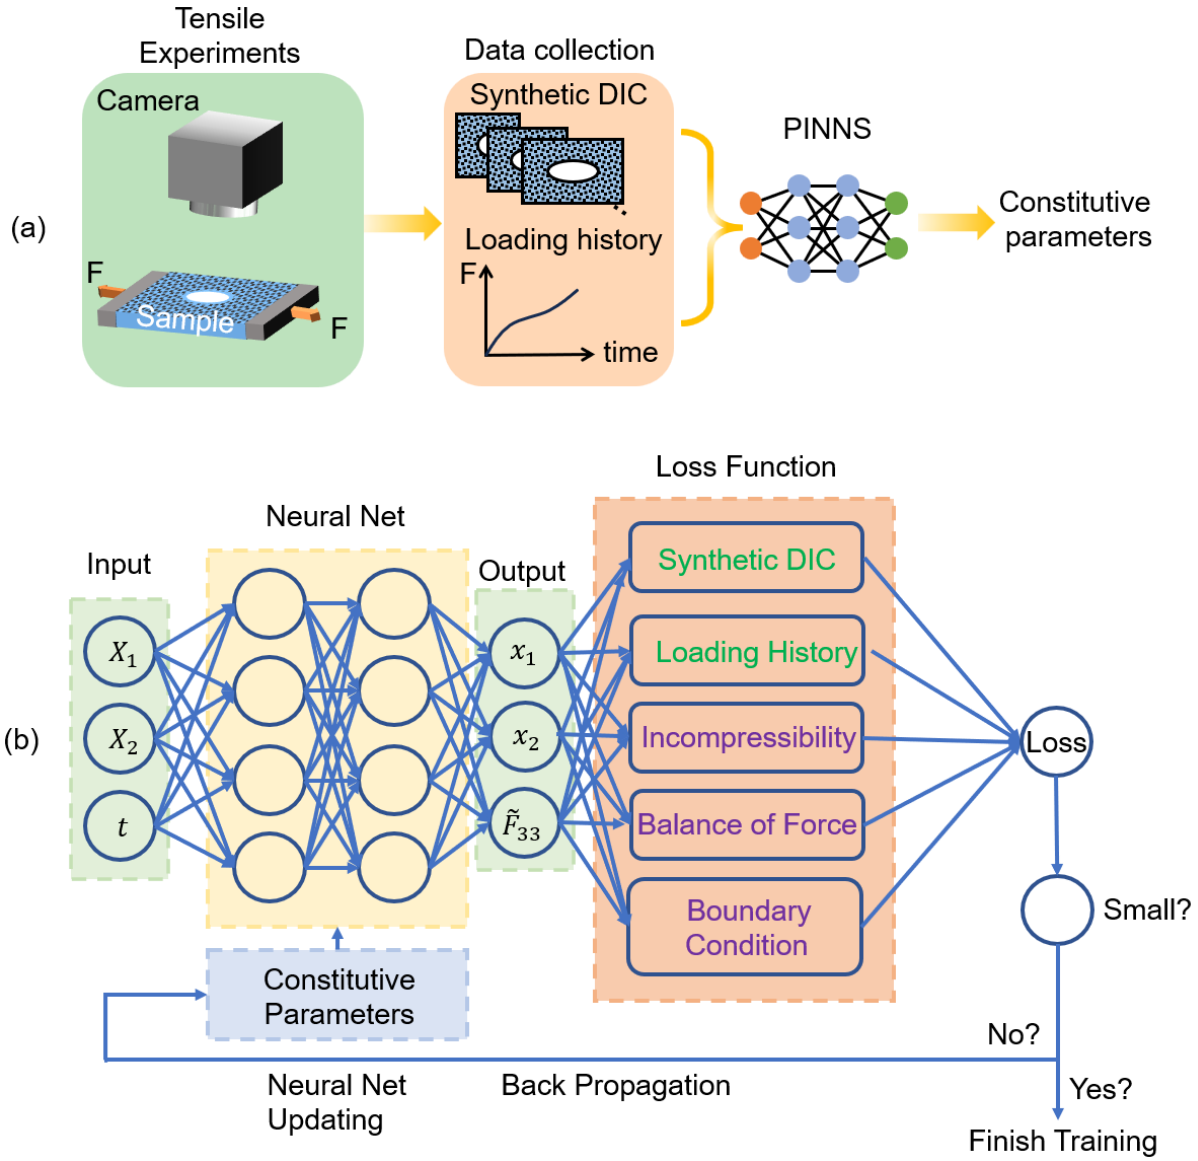 Tensile
Experiments
Data collection
Camera
Synthetic DIC
PINNS
(a)
Constitutive
parameters
Loading history
F
F
Sample
F
time
Loss Function
Neural Net
Input
Output
Synthetic DIC
X₁
x₁
Loading History
(b)
X₂
x₂
Incompressibility
Loss
t
F̃₃₃
Balance of Force
Boundary
Condition
Small?
Constitutive
Parameters
No?
Neural Net
Updating
Back Propagation
Yes?
Finish Training